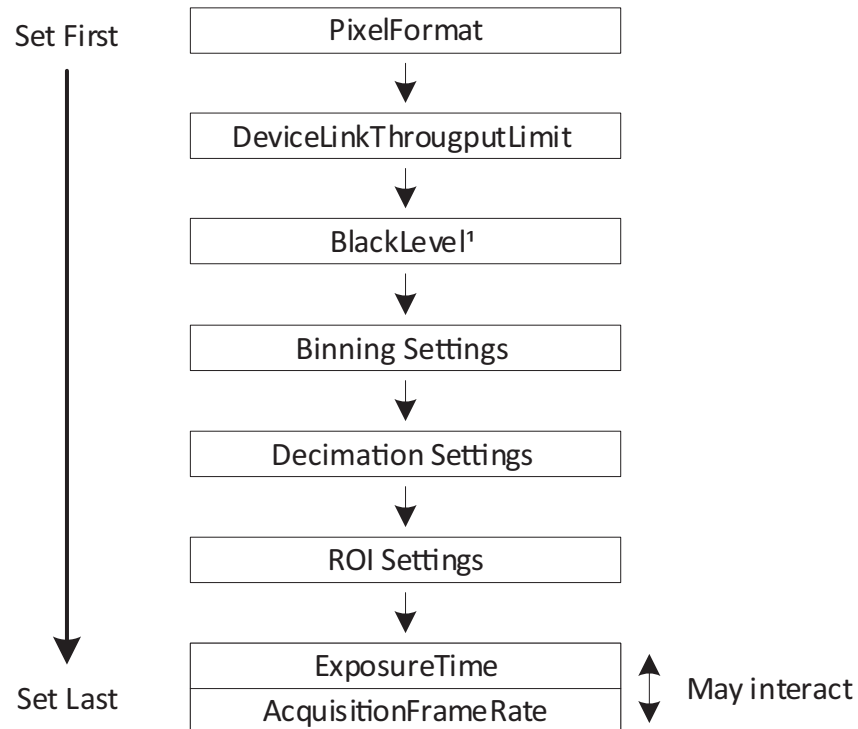 Set First
PixelFormat
DeviceLinkThrougputLimit
BlackLevel¹
Binning Settings
Decimation Settings
ROI Settings
ExposureTime
Set Last
AcquisitionFrameRate
May interact